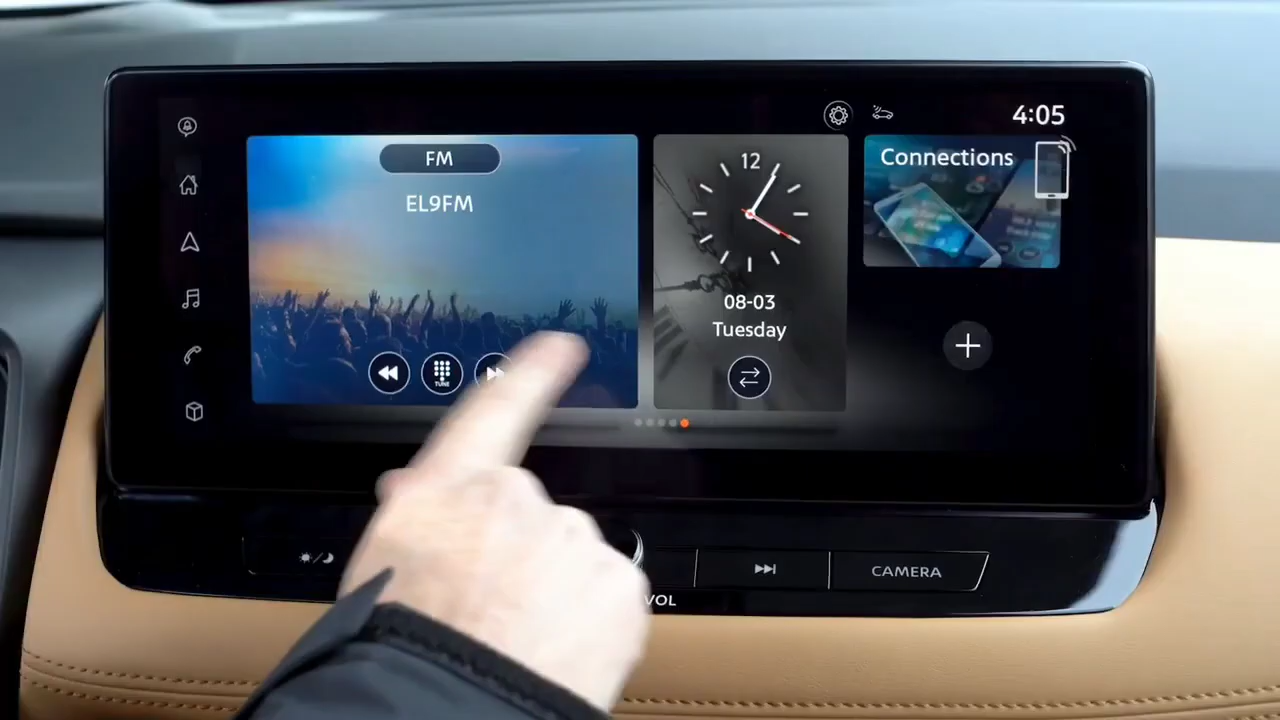 4:05
FM
EL9FM
TUNE
12
08-03
Tuesday
Connections
VOL
CAMERA